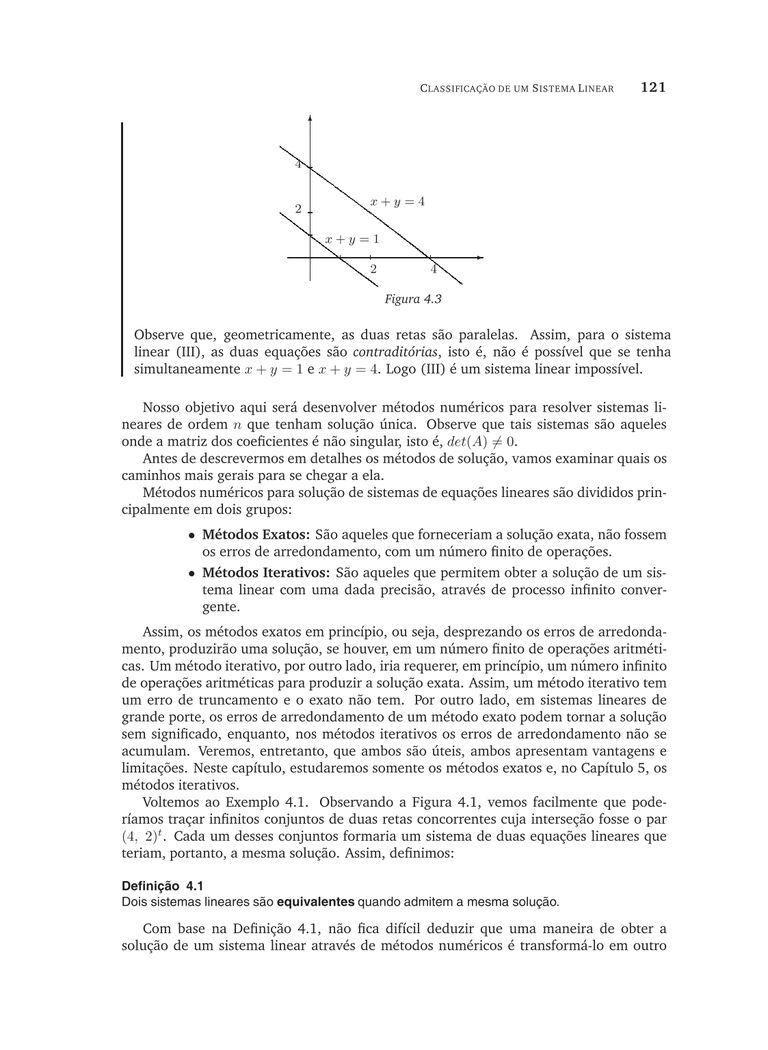 CLASSIFICAÇÃO DE UM SISTEMA LINEAR 121
4
2
x + y = 4
x + y = 1
2
4
Figura 4.3
Observe que, geometricamente, as duas retas são paralelas. Assim, para o sistema
linear (III), as duas equações são contraditórias, isto é, não é possível que se tenha
simultaneamente x + y = 1 e x + y = 4. Logo (III) é um sistema linear impossível.
Nosso objetivo aqui será desenvolver métodos numéricos para resolver sistemas li-
neares de ordem n que tenham solução única. Observe que tais sistemas são aqueles
onde a matriz dos coeficientes é não singular, isto é, det(A) ≠ 0.
Antes de descrevermos em detalhes os métodos de solução, vamos examinar quais os
caminhos mais gerais para se chegar a ela.
Métodos numéricos para solução de sistemas de equações lineares são divididos prin-
cipalmente em dois grupos:
• Métodos Exatos: São aqueles que forneceriam a solução exata, não fossem
os erros de arredondamento, com um número finito de operações.
• Métodos Iterativos: São aqueles que permitem obter a solução de um sis-
tema linear com uma dada precisão, através de processo infinito conver-
gente.
Assim, os métodos exatos em princípio, ou seja, desprezando os erros de arredonda-
mento, produzirão uma solução, se houver, em um número finito de operações aritméti-
cas. Um método iterativo, por outro lado, iria requerer, em princípio, um número infinito
de operações aritméticas para produzir a solução exata. Assim, um método iterativo tem
um erro de truncamento e o exato não tem. Por outro lado, em sistemas lineares de
grande porte, os erros de arredondamento de um método exato podem tornar a solução
sem significado, enquanto, nos métodos iterativos os erros de arredondamento não se
acumulam. Veremos, entretanto, que ambos são úteis, ambos apresentam vantagens e
limitações. Neste capítulo, estudaremos somente os métodos exatos e, no Capítulo 5, os
métodos iterativos.
Voltemos ao Exemplo 4.1. Observando a Figura 4.1, vemos facilmente que pode-
ríamos traçar infinitos conjuntos de duas retas concorrentes cuja interseção fosse o par
(4, 2)ᵗ. Cada um desses conjuntos formaria um sistema de duas equações lineares que
teriam, portanto, a mesma solução. Assim, definimos:
Definição 4.1
Dois sistemas lineares são equivalentes quando admitem a mesma solução.
Com base na Definição 4.1, não fica difícil deduzir que uma maneira de obter a
solução de um sistema linear através de métodos numéricos é transformá-lo em outro